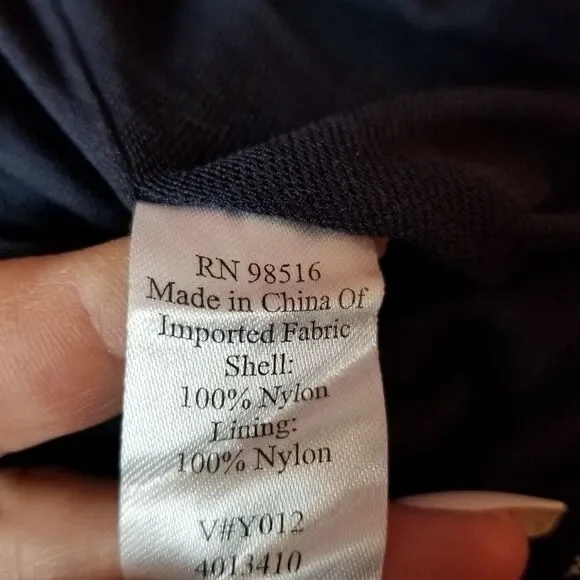 RN 98516
Made in China Of
Imported Fabric
Shell:
100% Nylon
Lining:
100% Nylon
V#Y012
4013410